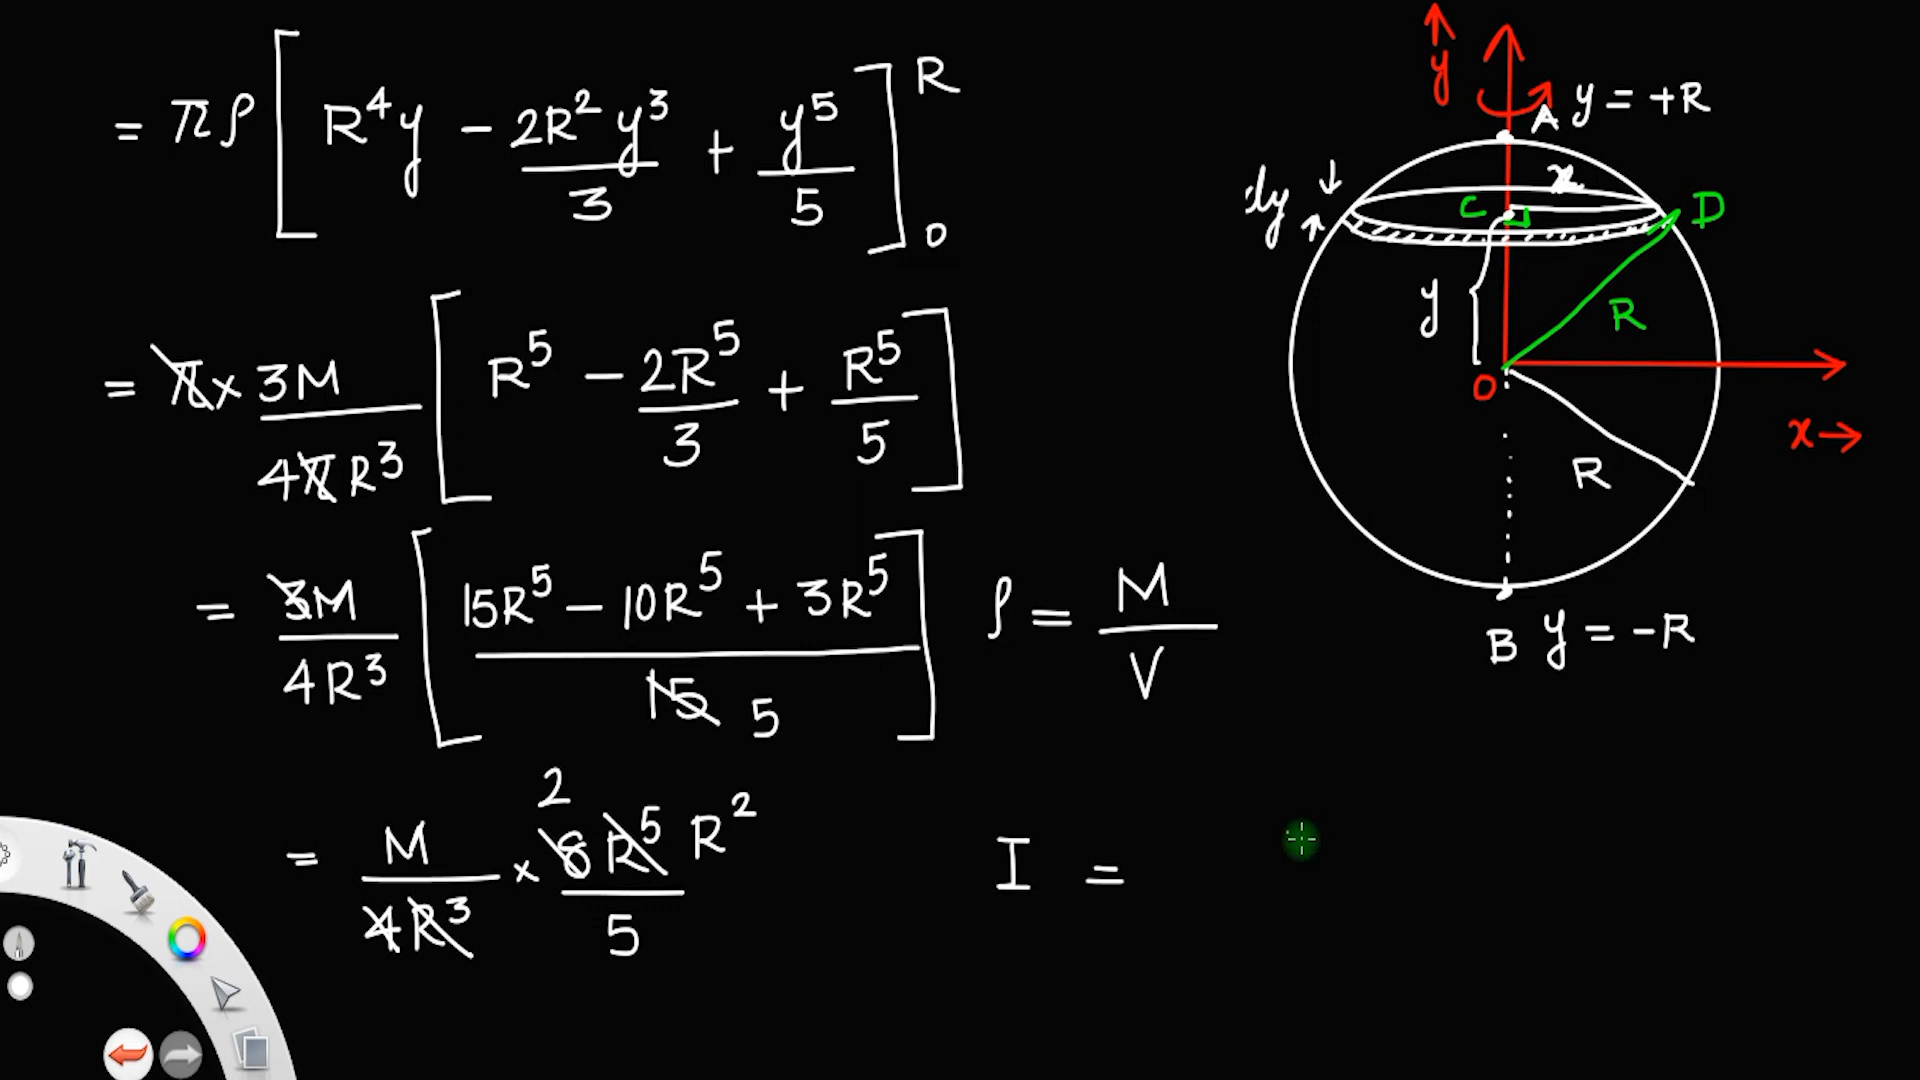 = πρ [ R⁴y − 2R²y³/3 + y⁵/5 ]₀ᴿ
= π × 3M/4πR³ [ R⁵ − 2R⁵/3 + R⁵/5 ]
= 3M/4R³ [ 15R⁵ − 10R⁵ + 3R⁵ / 15 5 ]
ρ = M/V
= M/4R³ × 2 8R⁵/5 R²
I =
↑ y
A y = +R
dy ↓ ↑
x
C
D
y
R
O
x →
R
B y = −R